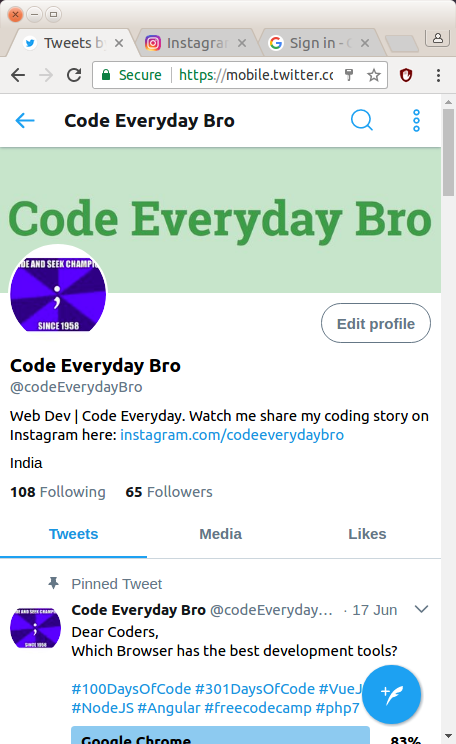 Tweets by
Instagram
Sign in - G
Secure
https://mobile.twitter.co
Code Everyday Bro
Code Everyday Bro
DE AND SEEK CHAMPI
;
SINCE 1958
Edit profile
Code Everyday Bro
@codeEverydayBro
Web Dev | Code Everyday. Watch me share my coding story on
Instagram here: instagram.com/codeeverydaybro
India
108 Following 65 Followers
Tweets Media Likes
Pinned Tweet
Code Everyday Bro @codeEveryday... · 17 Jun
Dear Coders,
Which Browser has the best development tools?
#100DaysOfCode #301DaysOfCode #VueJ
#NodeJS #Angular #freecodecamp #php7
Google Chrome 83%